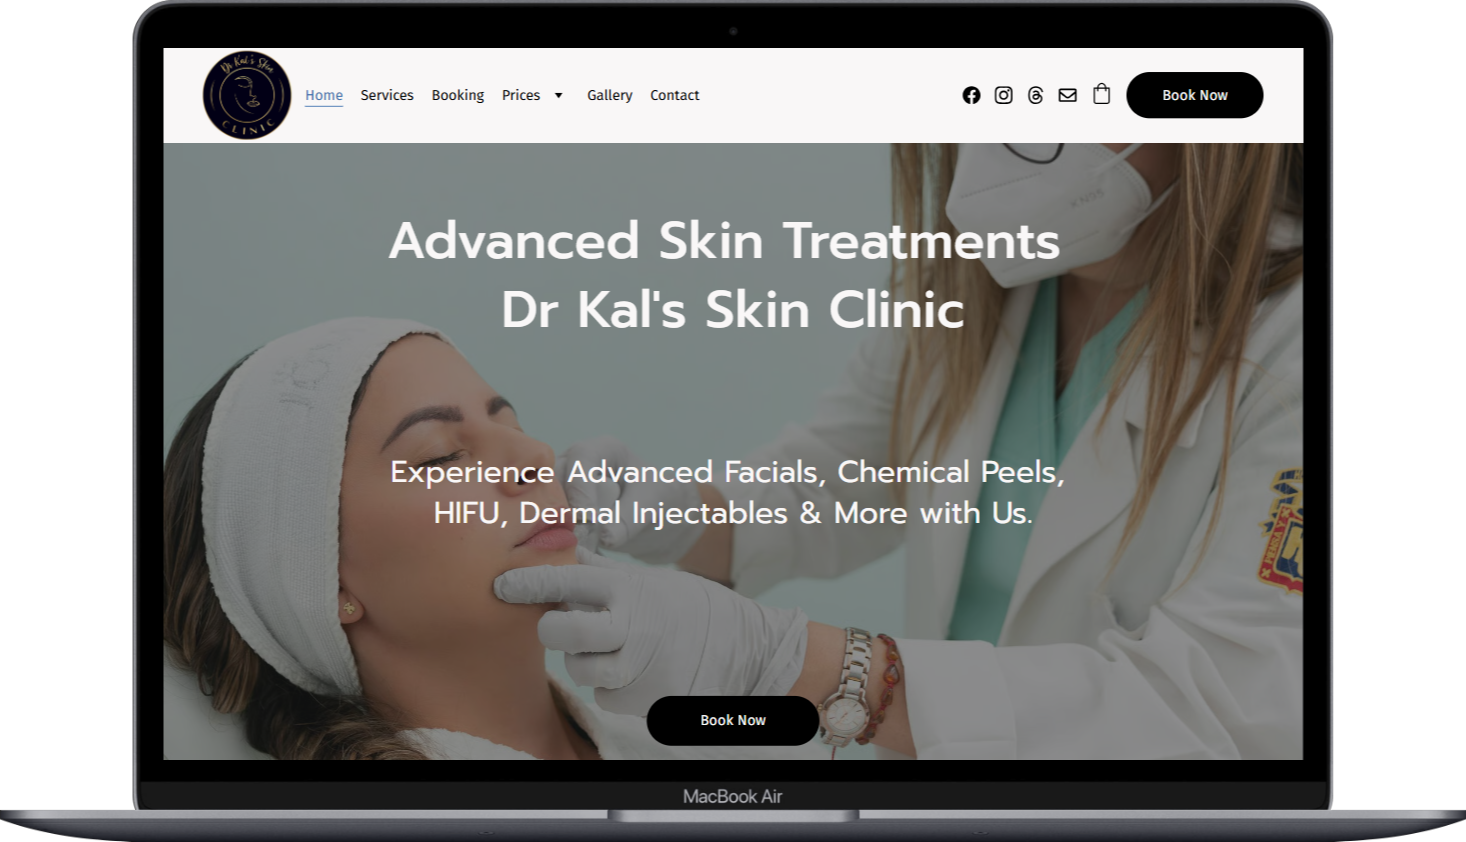 Dr Kal's Skin
CLINIC
Home Services Booking Prices Gallery Contact
Book Now
KN95
Advanced Skin Treatments
Dr Kal's Skin Clinic
Experience Advanced Facials, Chemical Peels,
HIFU, Dermal Injectables & More with Us.
Book Now
MacBook Air